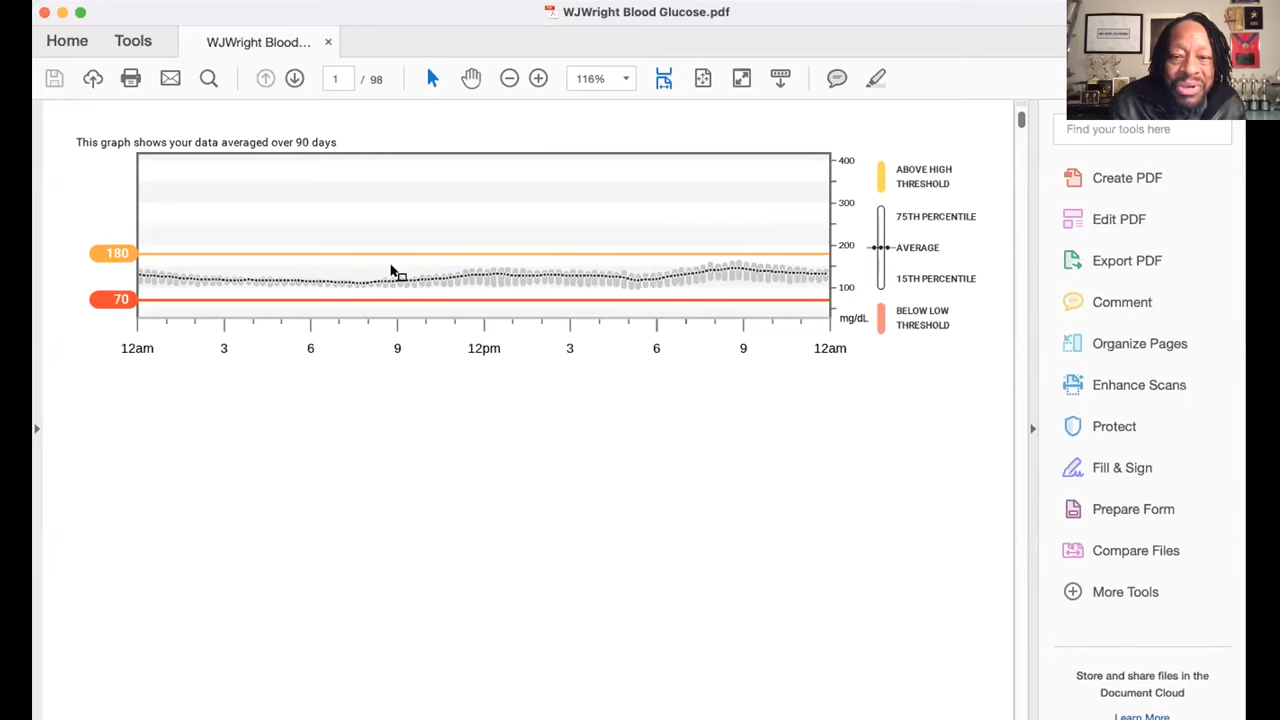 WJWright Blood Glucose.pdf
Home
Tools
WJWright Blood...
1 / 98
116%
Find your tools here
This graph shows your data averaged over 90 days
400
300
200
100
mg/dL
180
70
12am 3 6 9 12pm 3 6 9 12am
ABOVE HIGH
THRESHOLD
75TH PERCENTILE
AVERAGE
15TH PERCENTILE
BELOW LOW
THRESHOLD
Create PDF
Edit PDF
Export PDF
Comment
Organize Pages
Enhance Scans
Protect
Fill & Sign
Prepare Form
Compare Files
More Tools
Store and share files in the
Document Cloud
Learn More